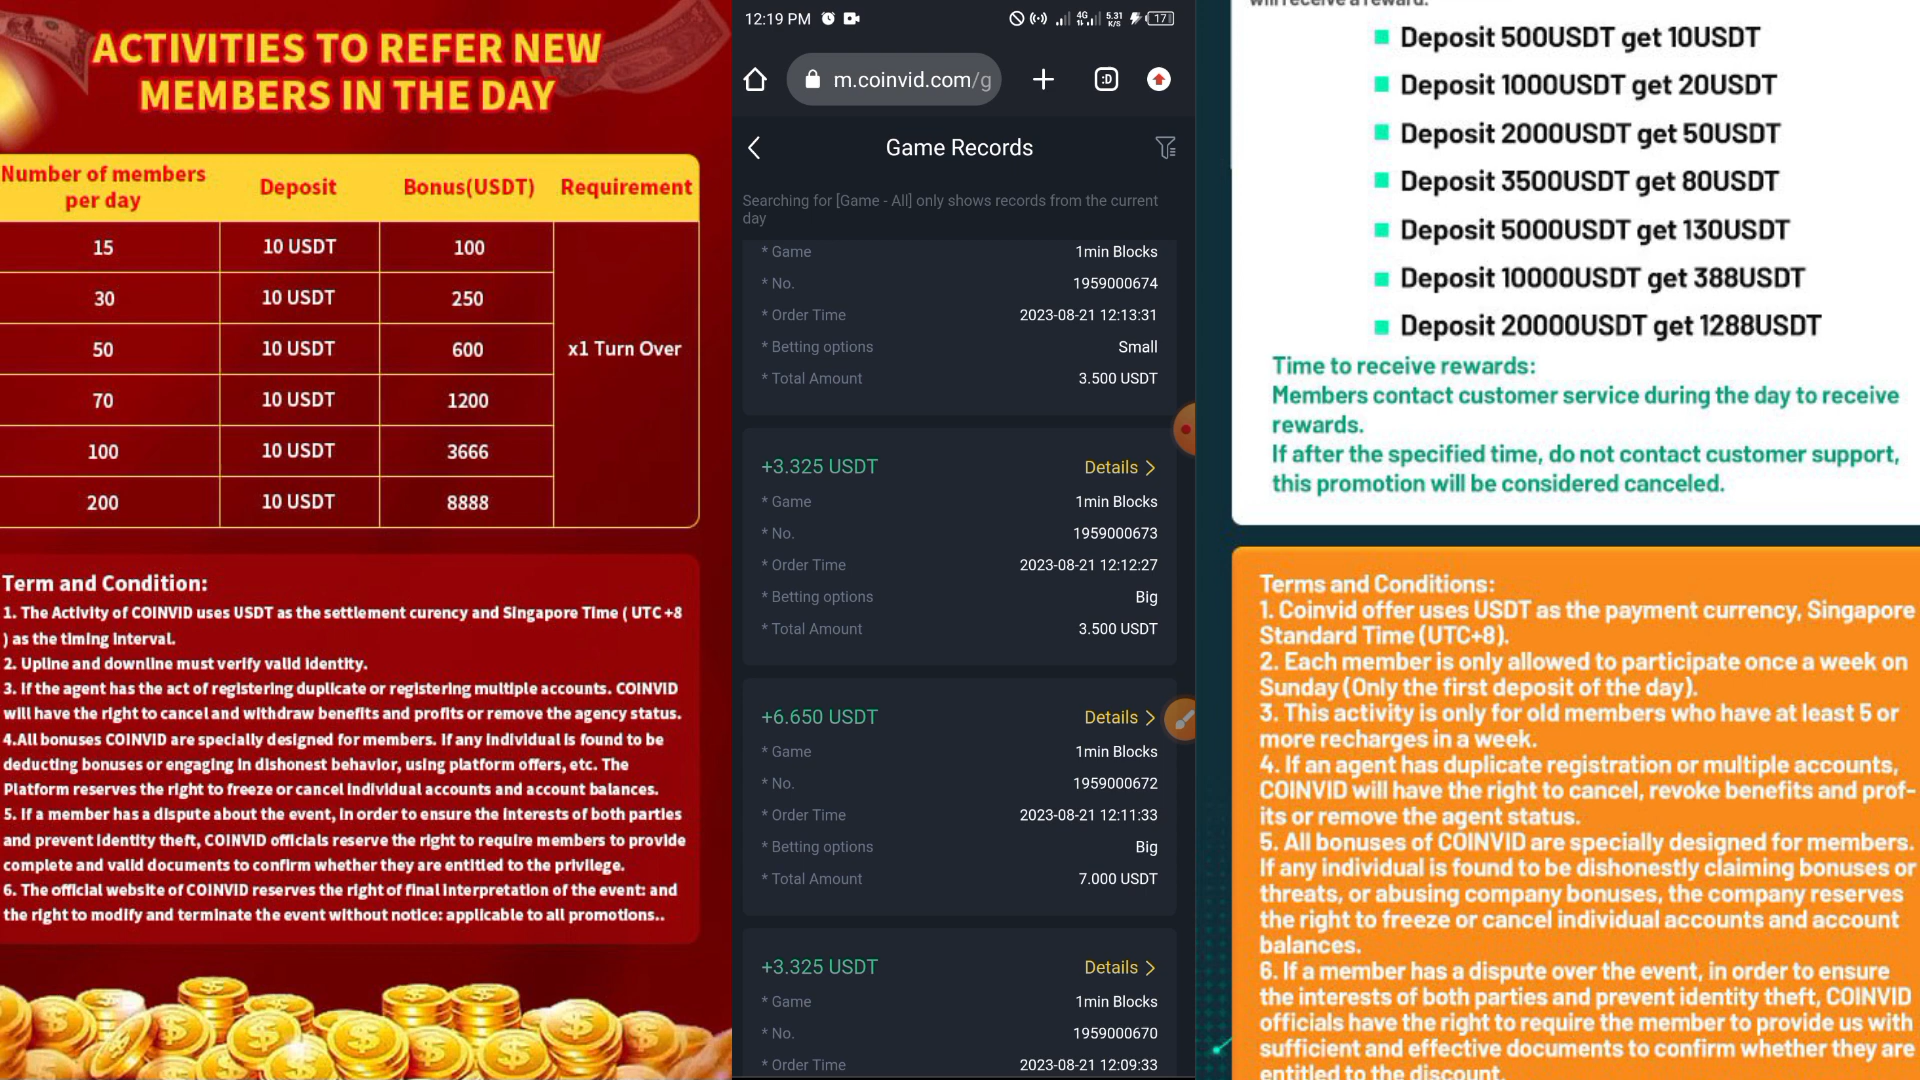 ACTIVITIES TO REFER NEW
MEMBERS IN THE DAY
Number of members
per day
Deposit
Bonus(USDT)
Requirement
15
10 USDT
100
30
10 USDT
250
50
10 USDT
600
x1 Turn Over
70
10 USDT
1200
100
10 USDT
3666
200
10 USDT
8888
Term and Condition:
1. The Activity of COINVID uses USDT as the settlement curency and Singapore Time ( UTC +8
) as the timing interval.
2. Upline and downline must verify valid identity.
3. If the agent has the act of registering duplicate or registering multiple accounts. COINVID
will have the right to cancel and withdraw benefits and profits or remove the agency status.
4.All bonuses COINVID are specially designed for members. If any individual is found to be
deducting bonuses or engaging in dishonest behavior, using platform offers, etc. The
Platform reserves the right to freeze or cancel individual accounts and account balances.
5. If a member has a dispute about the event, in order to ensure the interests of both parties
and prevent identity theft, COINVID officials reserve the right to require members to provide
complete and valid documents to confirm whether they are entitled to the privilege.
6. The official website of COINVID reserves the right of final interpretation of the event: and
the right to modify and terminate the event without notice: applicable to all promotions..
12:19 PM
4G
5.31
K/S
17
m.coinvid.com/g
:D
Game Records
Searching for [Game - All] only shows records from the current
day
* Game 1min Blocks
* No. 1959000674
* Order Time 2023-08-21 12:13:31
* Betting options Small
* Total Amount 3.500 USDT
+3.325 USDT Details
* Game 1min Blocks
* No. 1959000673
* Order Time 2023-08-21 12:12:27
* Betting options Big
* Total Amount 3.500 USDT
+6.650 USDT Details
* Game 1min Blocks
* No. 1959000672
* Order Time 2023-08-21 12:11:33
* Betting options Big
* Total Amount 7.000 USDT
+3.325 USDT Details
* Game 1min Blocks
* No. 1959000670
* Order Time 2023-08-21 12:09:33
will receive a reward.
Deposit 500USDT get 10USDT
Deposit 1000USDT get 20USDT
Deposit 2000USDT get 50USDT
Deposit 3500USDT get 80USDT
Deposit 5000USDT get 130USDT
Deposit 10000USDT get 388USDT
Deposit 20000USDT get 1288USDT
Time to receive rewards:
Members contact customer service during the day to receive
rewards.
If after the specified time, do not contact customer support,
this promotion will be considered canceled.
Terms and Conditions:
1. Coinvid offer uses USDT as the payment currency, Singapore
Standard Time (UTC+8).
2. Each member is only allowed to participate once a week on
Sunday (Only the first deposit of the day).
3. This activity is only for old members who have at least 5 or
more recharges in a week.
4. If an agent has duplicate registration or multiple accounts,
COINVID will have the right to cancel, revoke benefits and prof-
its or remove the agent status.
5. All bonuses of COINVID are specially designed for members.
If any individual is found to be dishonestly claiming bonuses or
threats, or abusing company bonuses, the company reserves
the right to freeze or cancel individual accounts and account
balances.
6. If a member has a dispute over the event, in order to ensure
the interests of both parties and prevent identity theft, COINVID
officials have the right to require the member to provide us with
sufficient and effective documents to confirm whether they are
entitled to the discount.